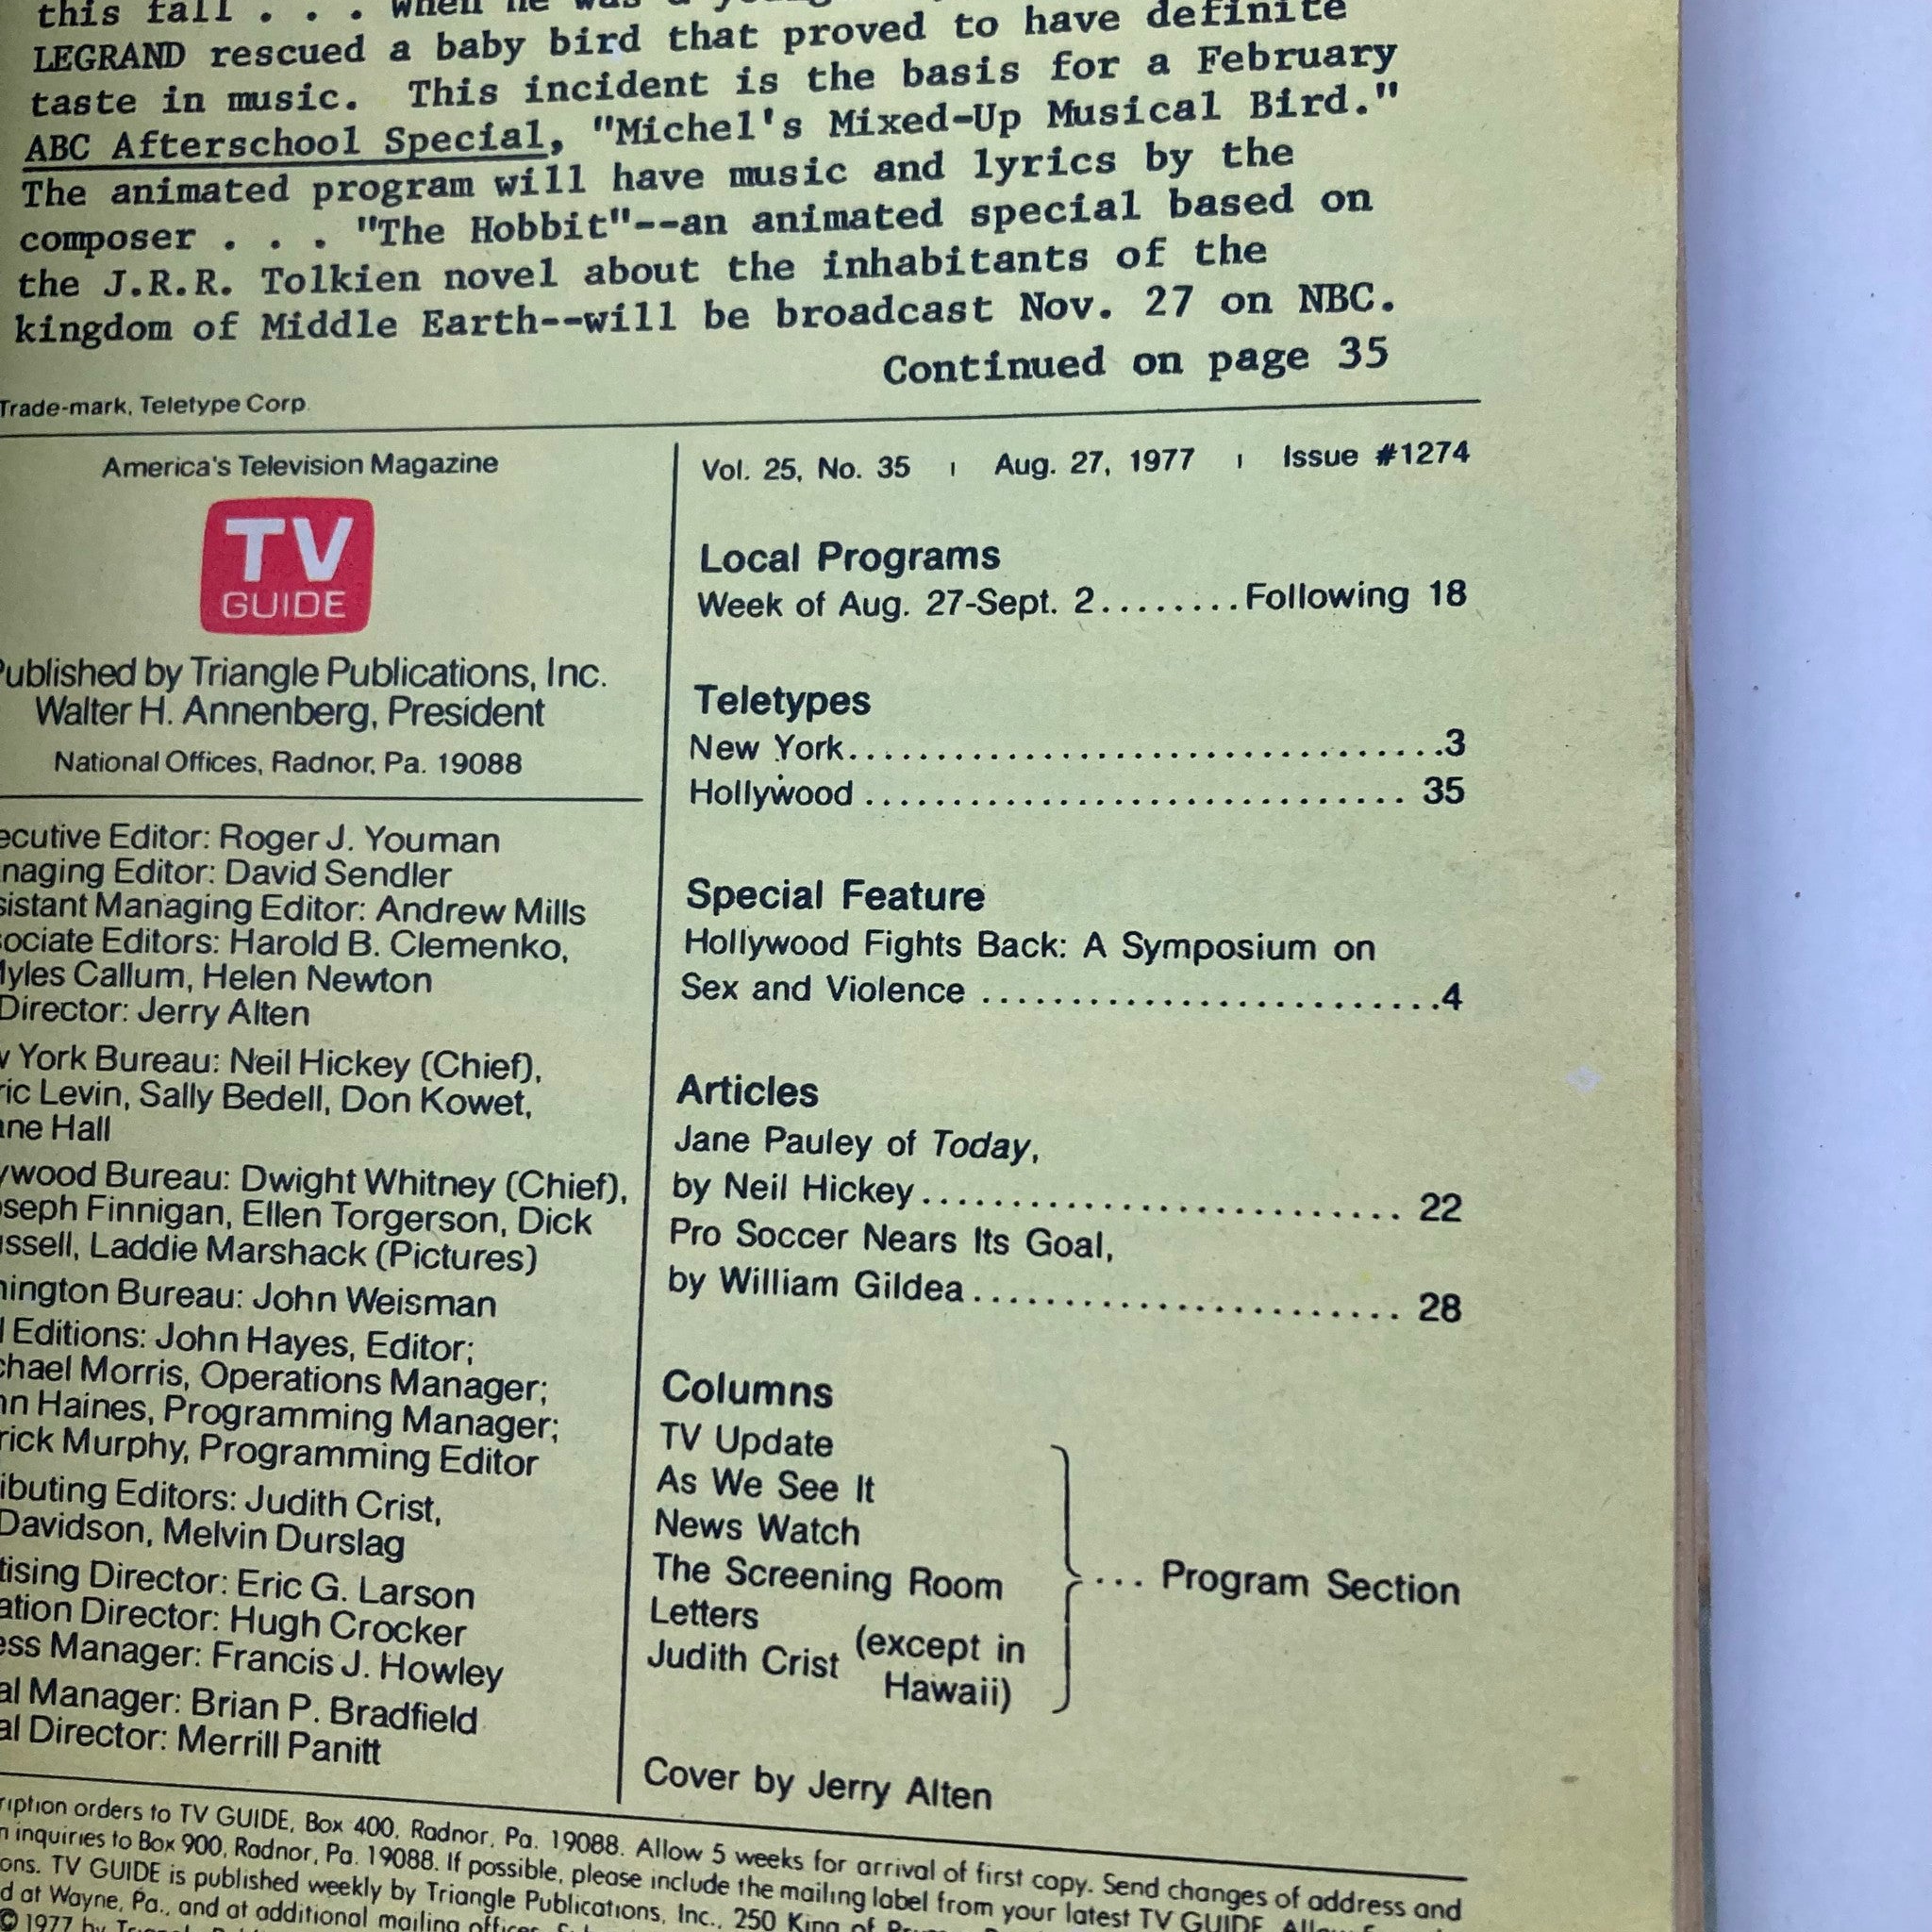 this fall . . . when he was a
LEGRAND rescued a baby bird that proved to have definite
taste in music. This incident is the basis for a February
ABC Afterschool Special, "Michel's Mixed-Up Musical Bird."
The animated program will have music and lyrics by the
composer . . . "The Hobbit"--an animated special based on
the J.R.R. Tolkien novel about the inhabitants of the
kingdom of Middle Earth--will be broadcast Nov. 27 on NBC.
Continued on page 35
Trade-mark, Teletype Corp.
America's Television Magazine
TV
GUIDE
Published by Triangle Publications, Inc.
Walter H. Annenberg, President
National Offices, Radnor, Pa. 19088
ecutive Editor: Roger J. Youman
naging Editor: David Sendler
sistant Managing Editor: Andrew Mills
ociate Editors: Harold B. Clemenko,
Myles Callum, Helen Newton
Director: Jerry Alten
York Bureau: Neil Hickey (Chief),
ric Levin, Sally Bedell, Don Kowet,
ane Hall
ywood Bureau: Dwight Whitney (Chief),
oseph Finnigan, Ellen Torgerson, Dick
ussell, Laddie Marshack (Pictures)
hington Bureau: John Weisman
l Editions: John Hayes, Editor;
chael Morris, Operations Manager;
nn Haines, Programming Manager;
rick Murphy, Programming Editor
ibuting Editors: Judith Crist,
Davidson, Melvin Durslag
tising Director: Eric G. Larson
ation Director: Hugh Crocker
ess Manager: Francis J. Howley
al Manager: Brian P. Bradfield
al Director: Merrill Panitt
Vol. 25, No. 35 | Aug. 27, 1977 | Issue #1274
Local Programs
Week of Aug. 27-Sept. 2........Following 18
Teletypes
New York..................................3
Hollywood ............................... 35
Special Feature
Hollywood Fights Back: A Symposium on
Sex and Violence ..........................4
Articles
Jane Pauley of Today,
by Neil Hickey........................... 22
Pro Soccer Nears Its Goal,
by William Gildea........................ 28
Columns
TV Update
As We See It
News Watch
The Screening Room
Letters
Judith Crist (except in
Hawaii)
... Program Section
Cover by Jerry Alten
ription orders to TV GUIDE, Box 400, Radnor, Pa. 19088. Allow 5 weeks for arrival of first copy. Send changes of address and
n inquiries to Box 900, Radnor, Pa. 19088. If possible, please include the mailing label from your latest TV GUIDE.
ons. TV GUIDE is published weekly by Triangle Publications, Inc., 250 King of
d at Wayne, Pa., and at additional mailing offices.
©1977 by